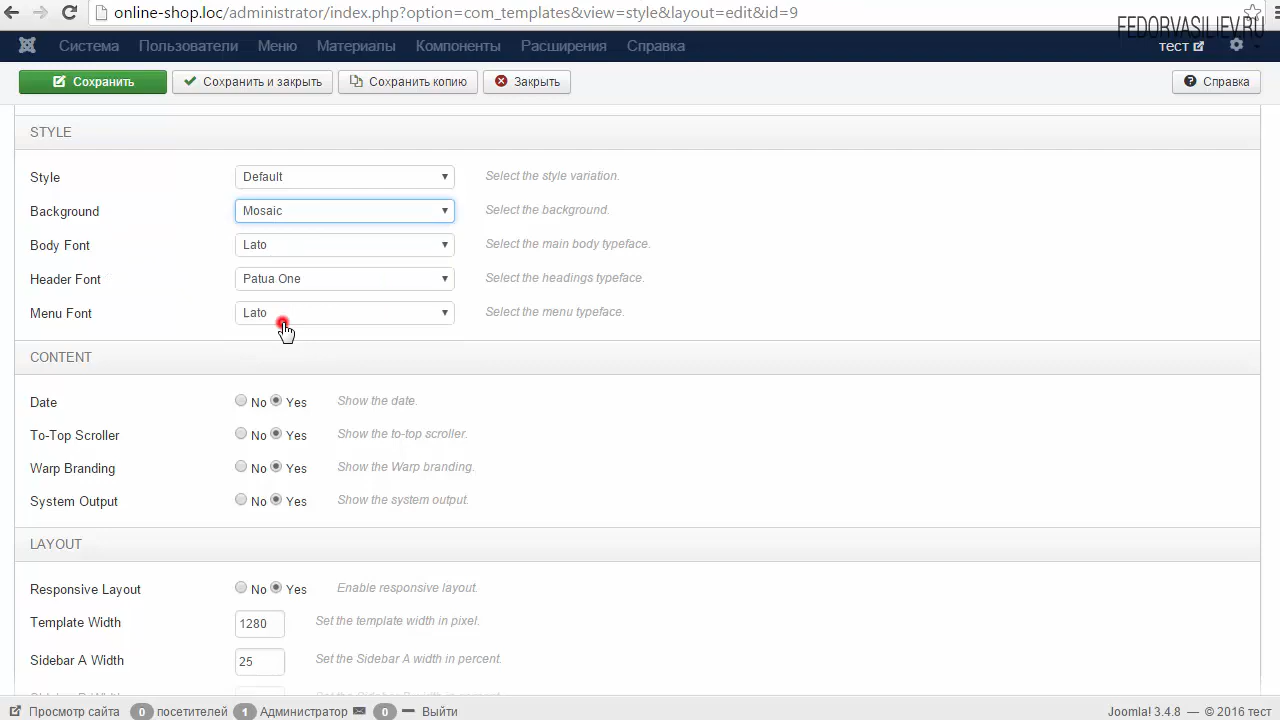 online-shop.loc/administrator/index.php?option=com_templates&view=style&layout=edit&id=9
FEDORVASILIEV.RU
Система Пользователи Меню Материалы Компоненты Расширения Справка тест
Сохранить Сохранить и закрыть Сохранить копию Закрыть Справка
STYLE
Style Default Select the style variation.
Background Mosaic Select the background.
Body Font Lato Select the main body typeface.
Header Font Patua One Select the headings typeface.
Menu Font Lato Select the menu typeface.
CONTENT
Date No Yes Show the date.
To-Top Scroller No Yes Show the to-top scroller.
Warp Branding No Yes Show the Warp branding.
System Output No Yes Show the system output.
LAYOUT
Responsive Layout No Yes Enable responsive layout.
Template Width 1280 Set the template width in pixel.
Sidebar A Width 25 Set the Sidebar A width in percent.
Просмотр сайта 0 посетителей 1 Администратор 0 Выйти Joomla! 3.4.8 — © 2016 тест